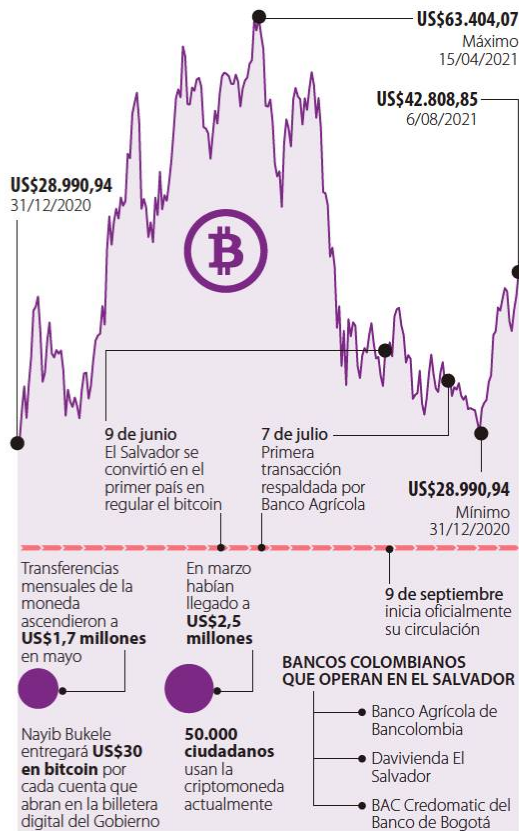 US$63.404,07
Máximo
15/04/2021
US$42.808,85
6/08/2021
US$28.990,94
31/12/2020
9 de junio
El Salvador se
convirtió en el
primer país en
regular el bitcoin
7 de julio
Primera
transacción
respaldada por
Banco Agrícola
US$28.990,94
Mínimo
31/12/2020
Transferencias
mensuales de la
moneda
ascendieron a
US$1,7 millones
en mayo
En marzo
habían
llegado a
US$2,5
millones
9 de septiembre
inicia oficialmente
su circulación
Nayib Bukele
entregará US$30
en bitcoin por
cada cuenta que
abran en la billetera
digital del Gobierno
50.000
ciudadanos
usan la
criptomoneda
actualmente
BANCOS COLOMBIANOS
QUE OPERAN EN EL SALVADOR
Banco Agrícola de
Bancolombia
Davivienda El
Salvador
BAC Credomatic del
Banco de Bogotá